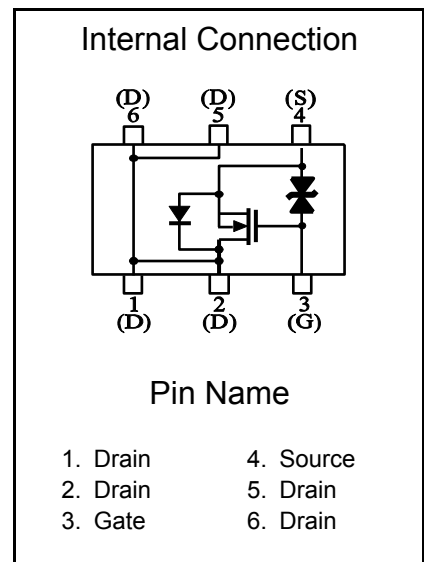 Internal Connection
(D) (D) (S)
6 5 4
1 2 3
(D) (D) (G)
Pin Name
1. Drain 4. Source
2. Drain 5. Drain
3. Gate 6. Drain